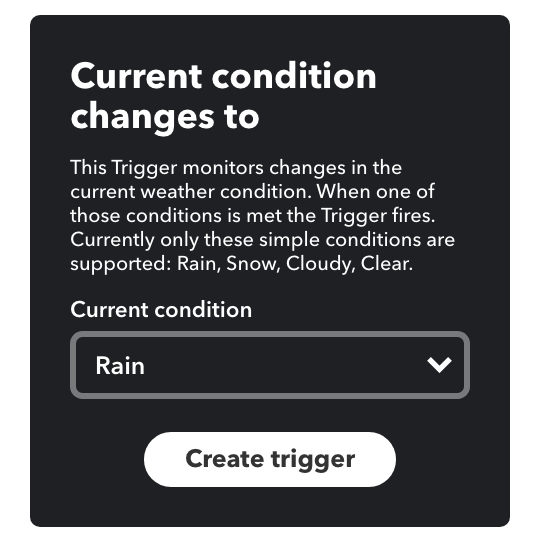 Current condition
changes to
This Trigger monitors changes in the
current weather condition. When one of
those conditions is met the Trigger fires.
Currently only these simple conditions are
supported: Rain, Snow, Cloudy, Clear.
Current condition
Rain
Create trigger